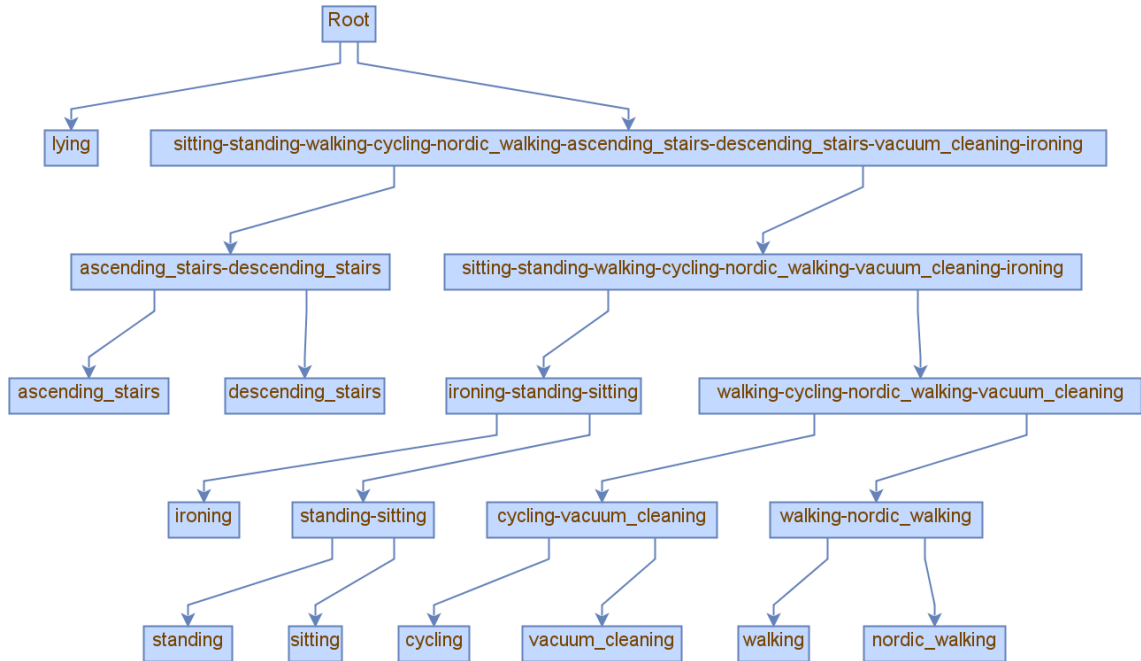 Root
lying
sitting-standing-walking-cycling-nordic_walking-ascending_stairs-descending_stairs-vacuum_cleaning-ironing
ascending_stairs-descending_stairs
sitting-standing-walking-cycling-nordic_walking-vacuum_cleaning-ironing
ascending_stairs
descending_stairs
ironing-standing-sitting
walking-cycling-nordic_walking-vacuum_cleaning
ironing
standing-sitting
cycling-vacuum_cleaning
walking-nordic_walking
standing
sitting
cycling
vacuum_cleaning
walking
nordic_walking